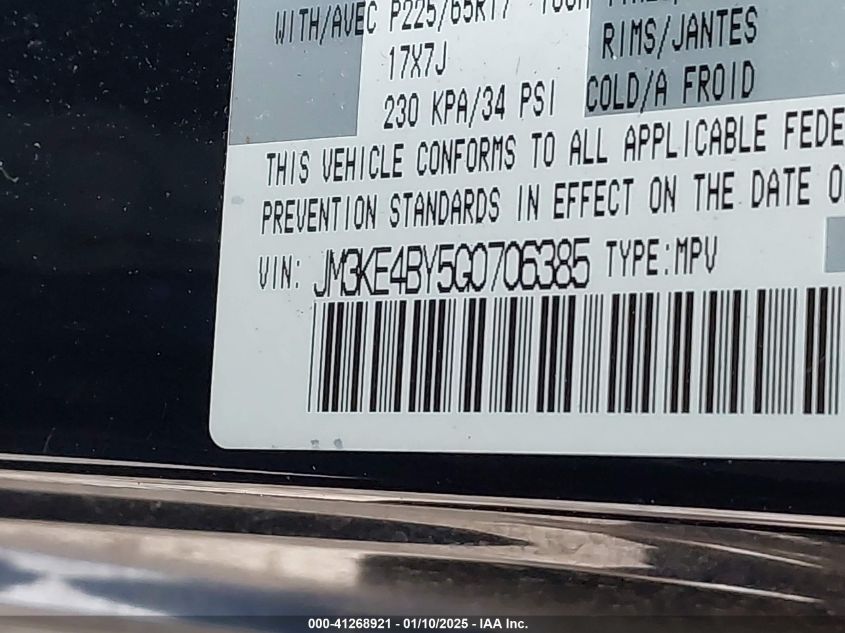 WITH/AVEC P225/65R17
RIMS/JANTES
17X7J
230 KPA/34 PSI COLD/A FROID
THIS VEHICLE CONFORMS TO ALL APPLICABLE FEDE
PREVENTION STANDARDS IN EFFECT ON THE DATE O
VIN: JM3KE4BY5G0706385 TYPE:MPV
000-41268921 - 01/10/2025 - IAA Inc.